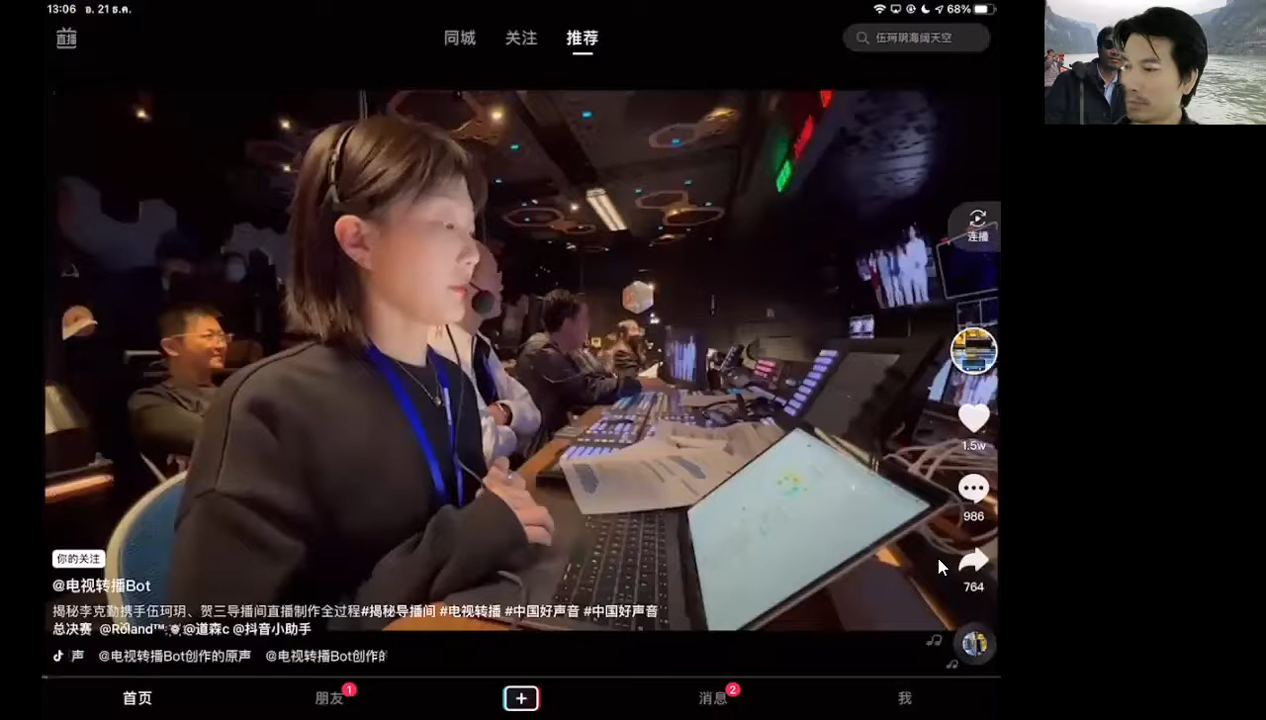 13:06 อ. 21 ธ.ค.
68%
直播
同城 关注 推荐
伍珂玥海阔天空
连播
1.5w
986
764
你的关注
@电视转播Bot
揭秘李克勤携手伍珂玥、贺三导播间直播制作全过程#揭秘导播间 #电视转播 #中国好声音 #中国好声音
总决赛 @Roland™ @道森c @抖音小助手
声 @电视转播Bot创作的原声 @电视转播Bot创作的
首页 朋友 1 消息 2 我